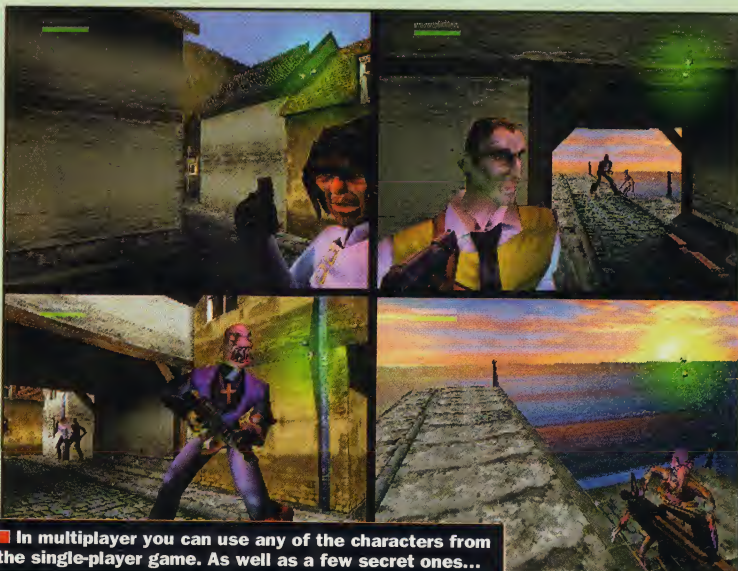 In multiplayer you can use any of the characters from
the single-player game. As well as a few secret ones...